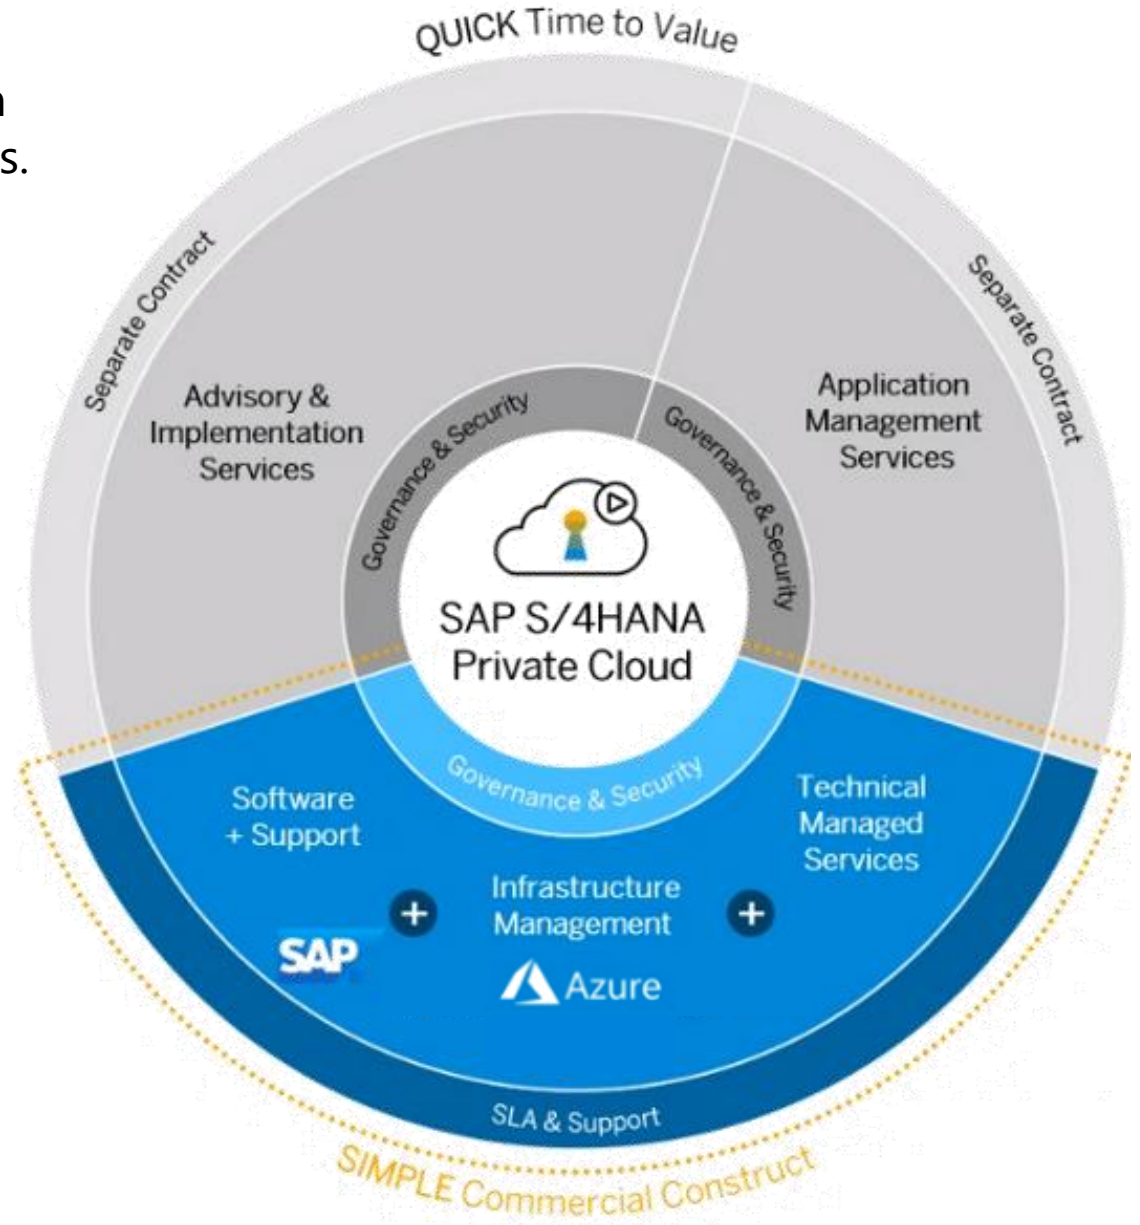 QUICK Time to Value
s.
Separate Contract
Separate Contract
Advisory &
Implementation
Services
Application
Management
Services
Governance & Security
Governance & Security
SAP S/4HANA
Private Cloud
Governance & Security
Software
+ Support
SAP
+
Infrastructure
Management
Azure
+
Technical
Managed
Services
SLA & Support
SIMPLE Commercial Construct